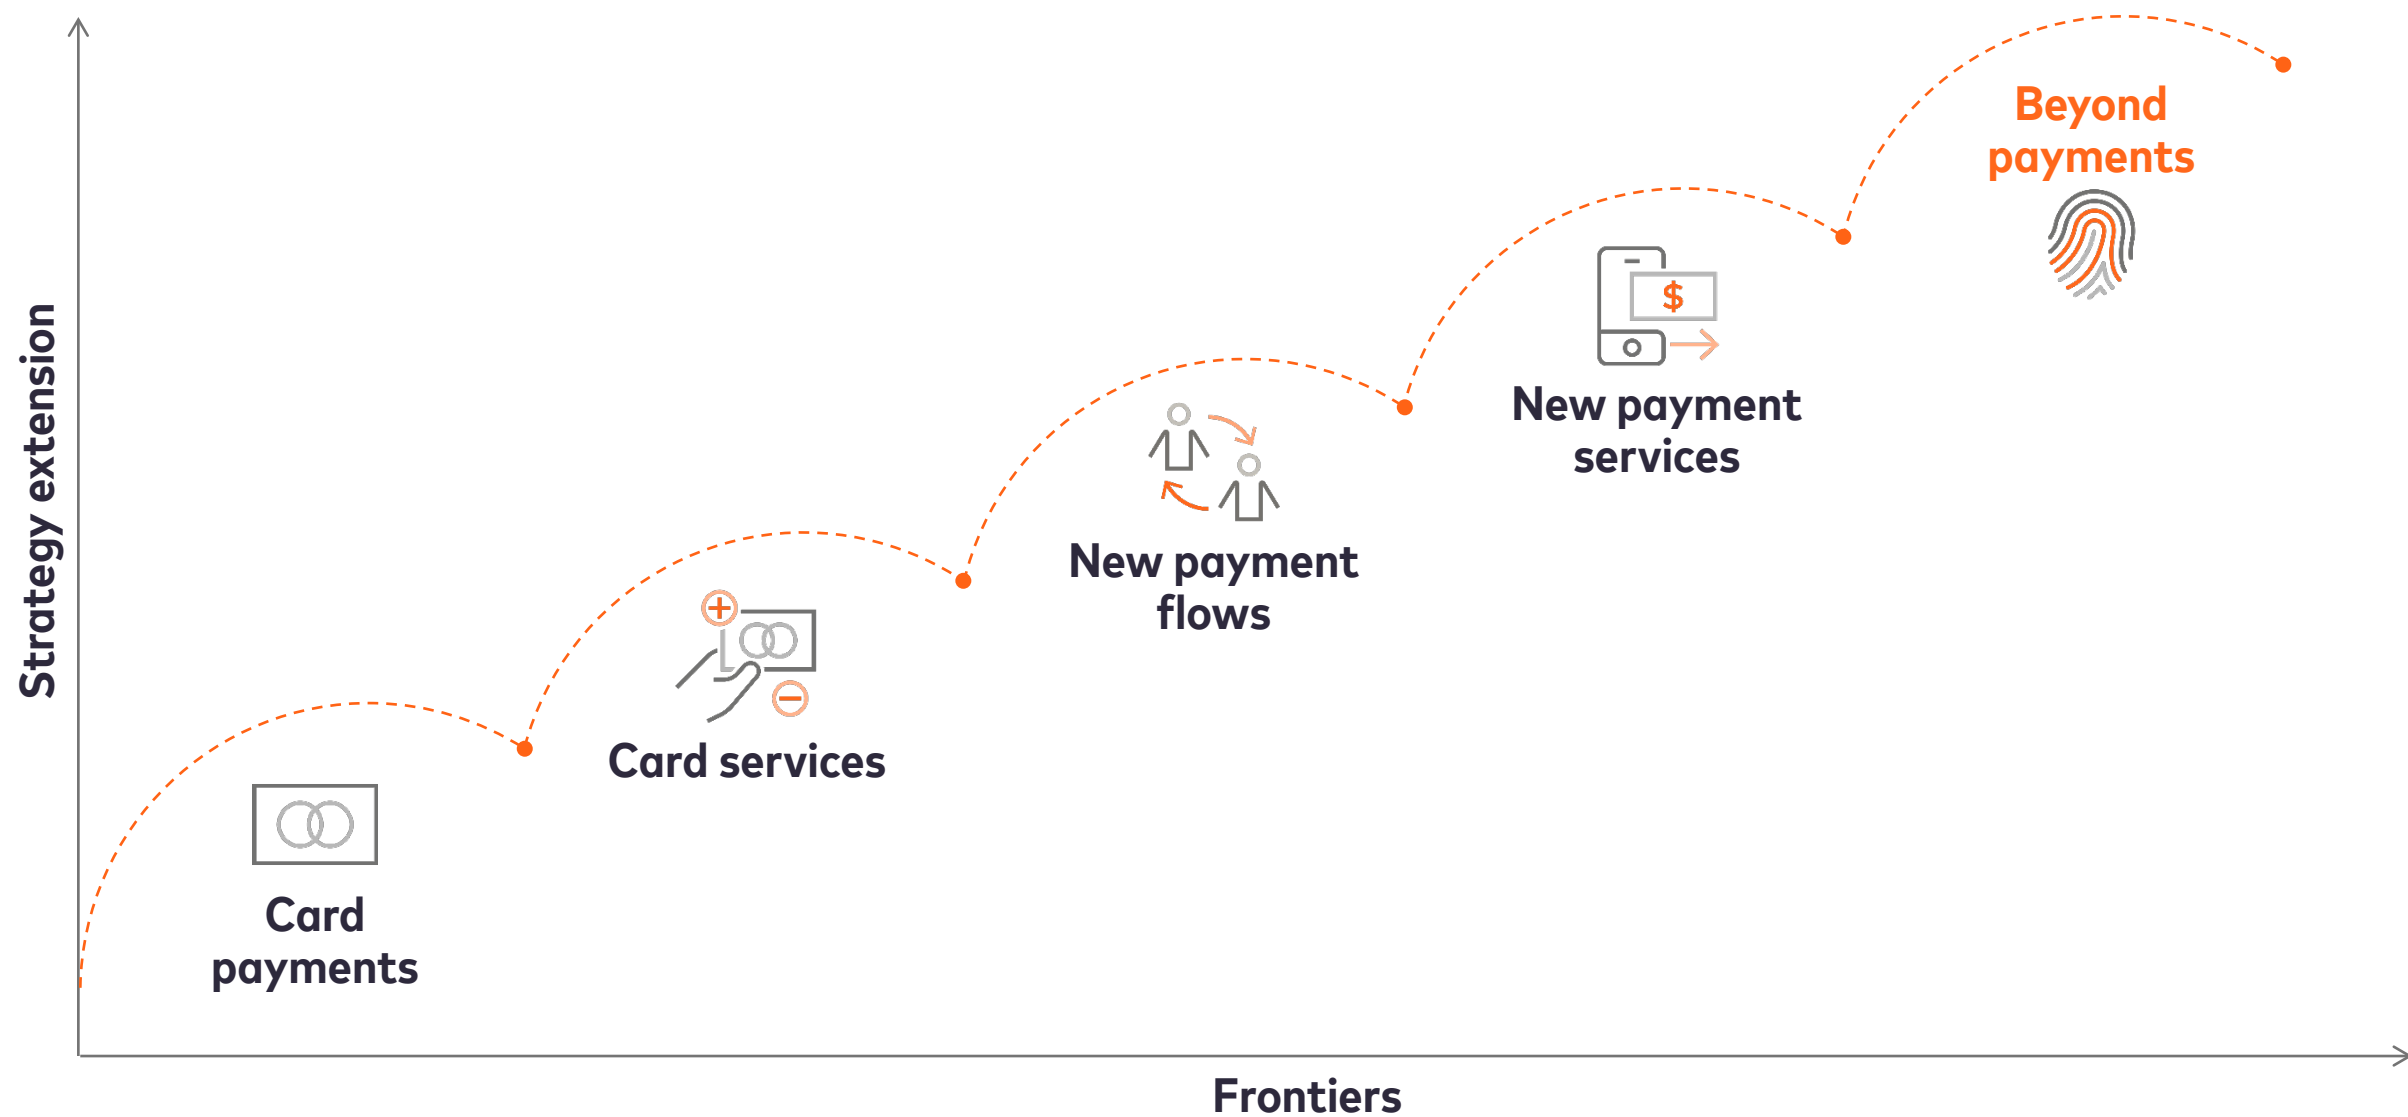 Strategy extension
Beyond
payments
$
New payment
services
New payment
flows
Card services
Card
payments
Frontiers